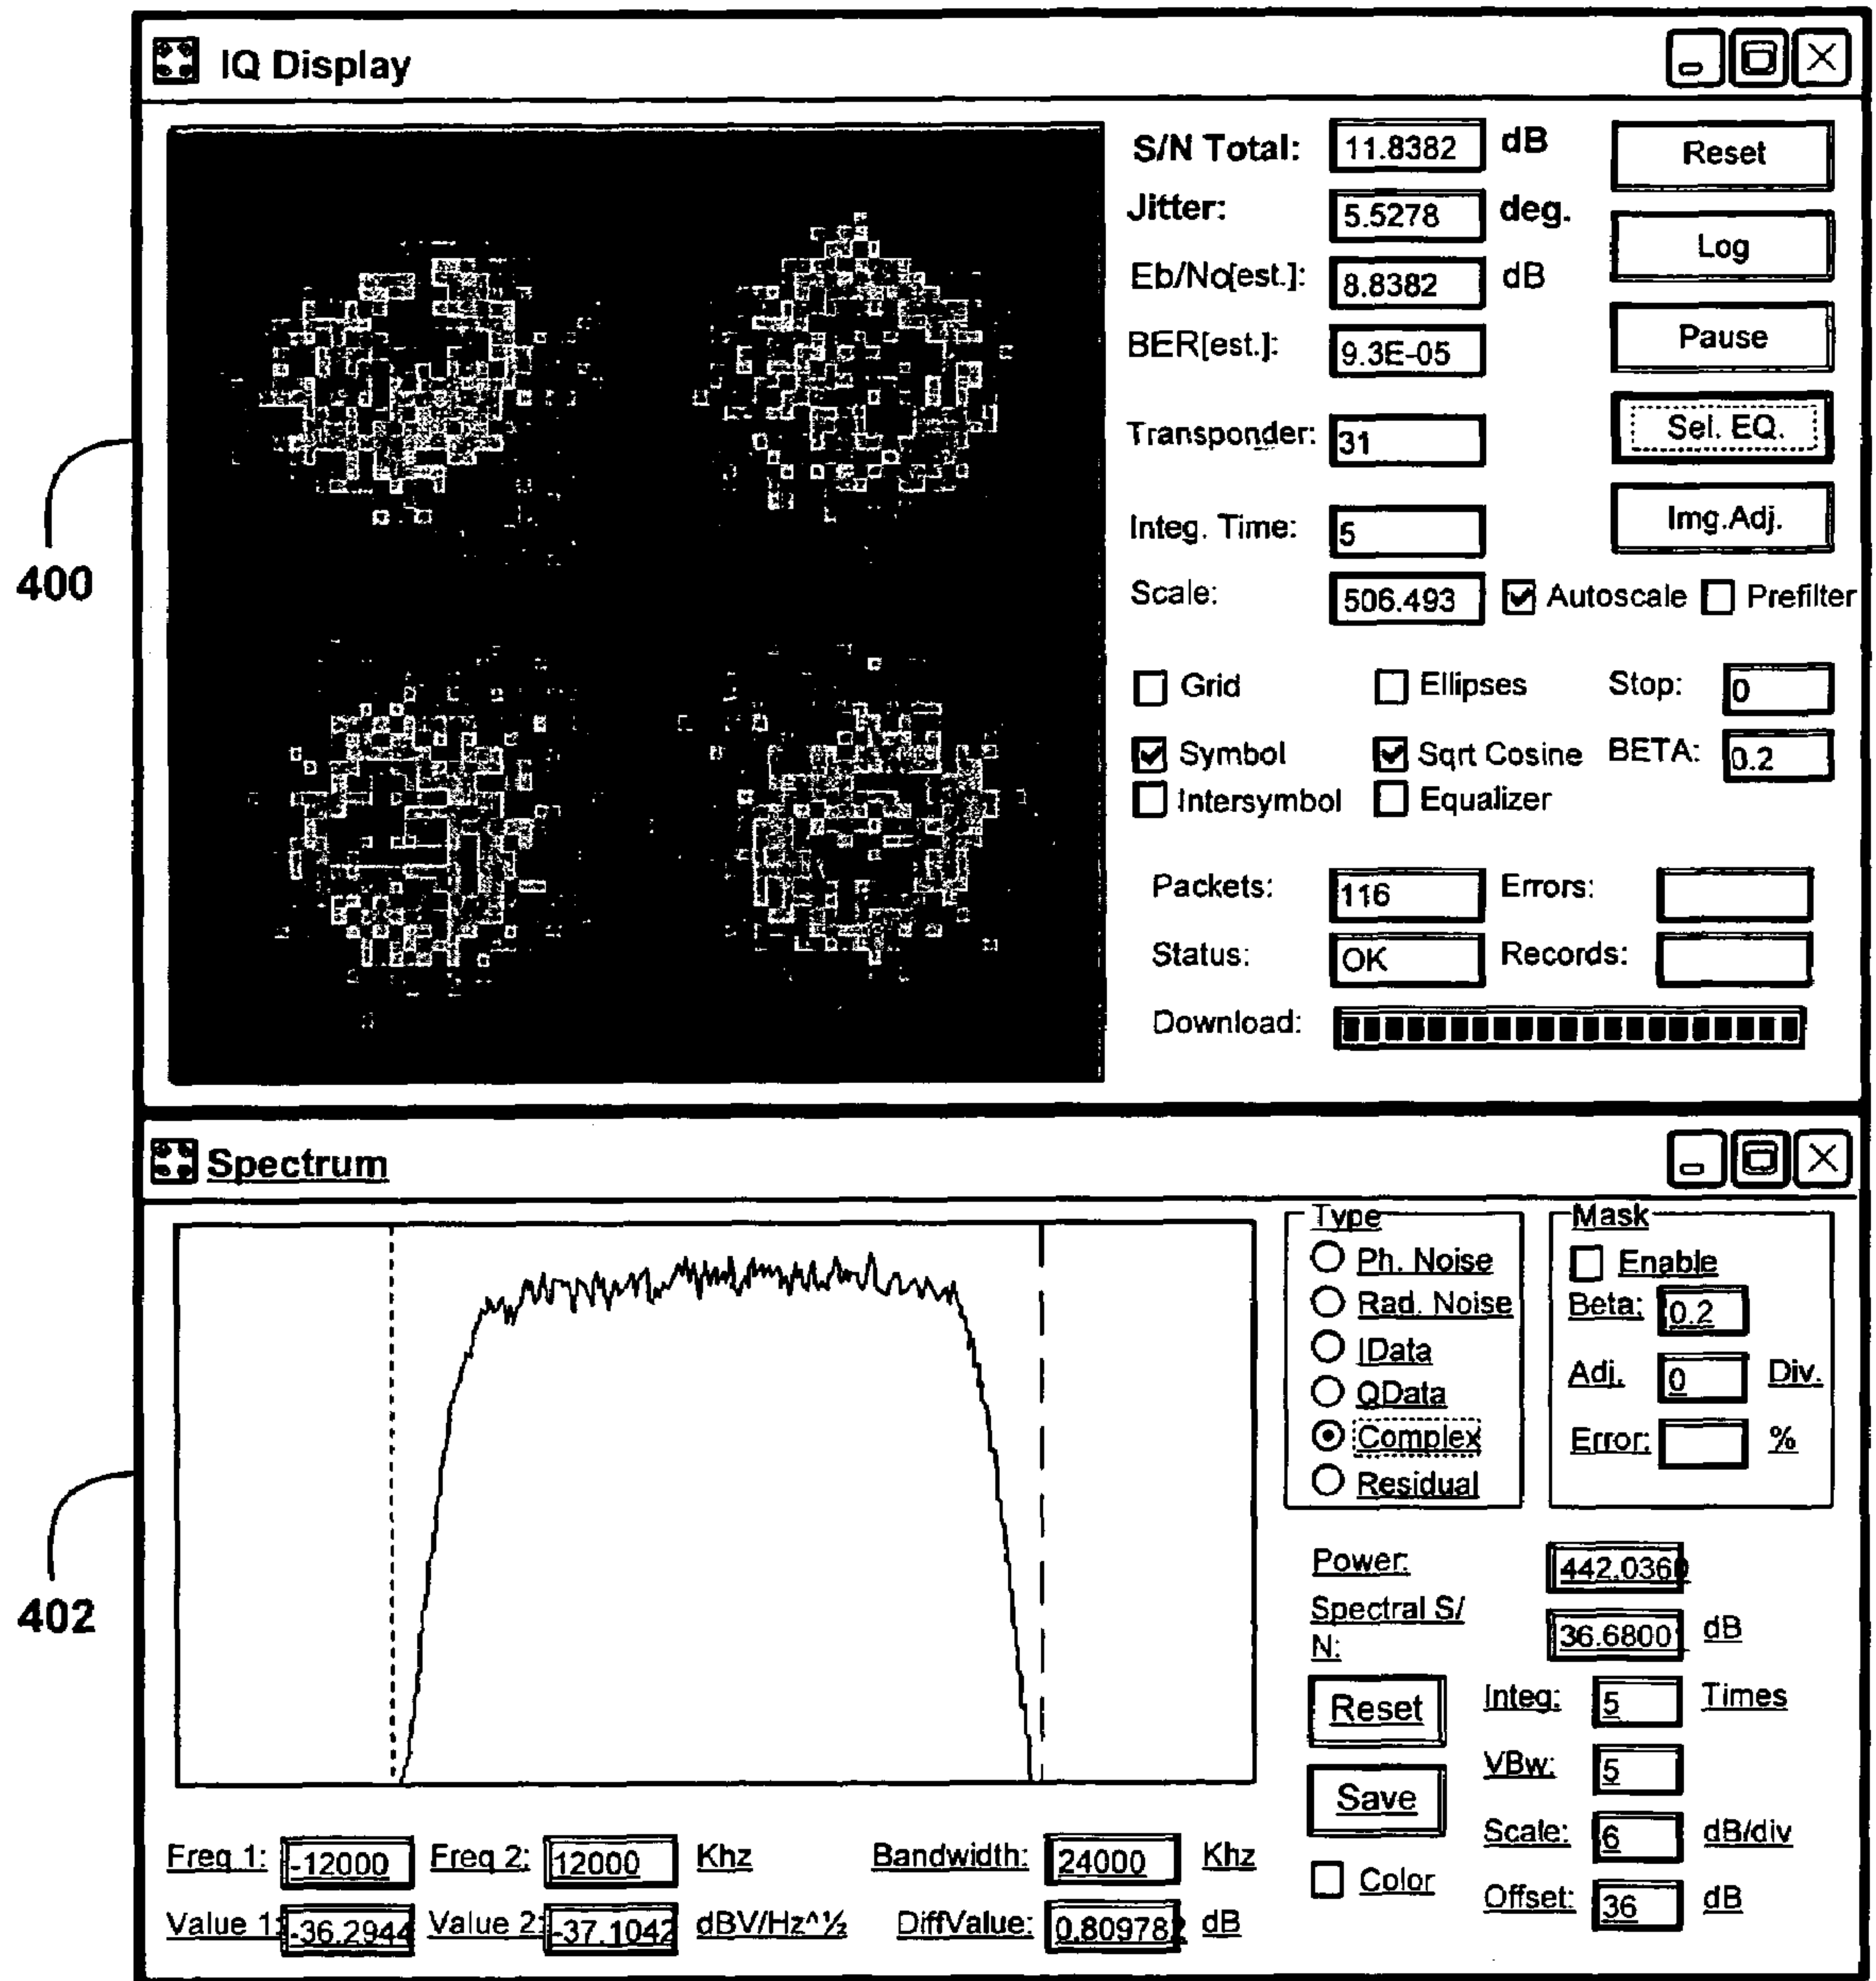 IQ Display
S/N Total: 11.8382 dB Reset
Jitter: 5.5278 deg. Log
Eb/No[est.]: 8.8382 dB
BER[est.]: 9.3E-05 Pause
Transponder: 31 Sel. EQ.
Integ. Time: 5 Img.Adj.
400
Scale: 506.493 Autoscale Prefilter
Grid Ellipses Stop: 0
Symbol Sqrt Cosine BETA: 0.2
Intersymbol Equalizer
Packets: 116 Errors:
Status: OK Records:
Download:
Spectrum
Type Mask
Ph. Noise Enable
Rad. Noise Beta: 0.2
IData
QData Adj. 0 Div.
Complex Error: %
Residual
402
Power: 442.036
Spectral S/
N: 36.6800 dB
Reset Integ: 5 Times
VBw: 5
Save
Scale: 6 dB/div
Color Offset: 36 dB
Freq 1: -12000 Freq 2: 12000 Khz Bandwidth: 24000 Khz
Value 1: -36.2944 Value 2: -37.1042 dBV/Hz^½ DiffValue: 0.80978 dB